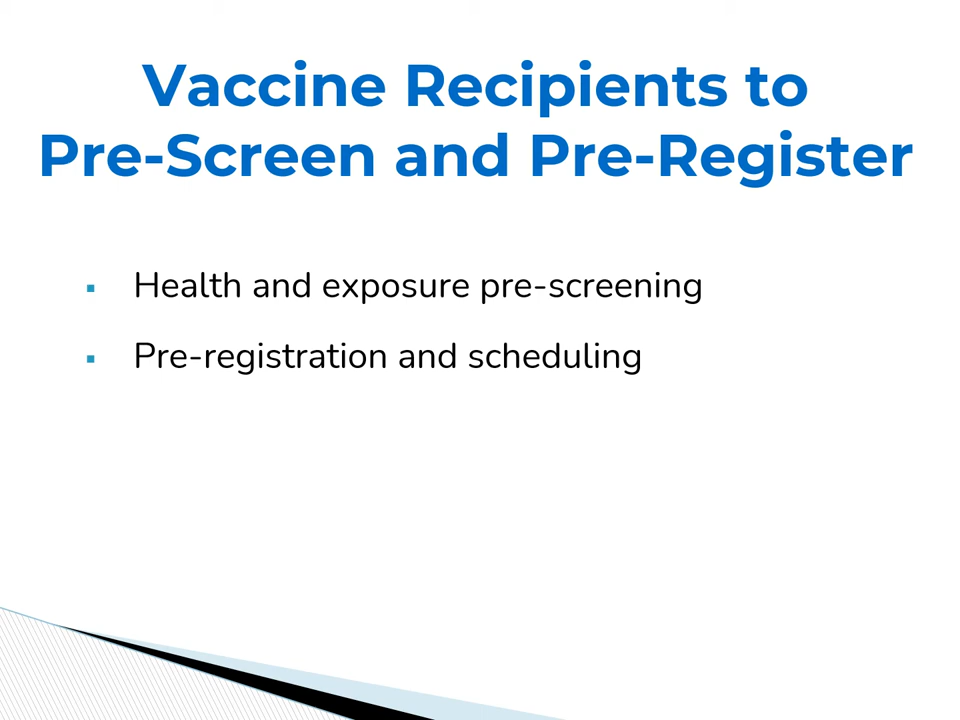 Vaccine Recipients to
Pre-Screen and Pre-Register
▪ Health and exposure pre-screening
▪ Pre-registration and scheduling